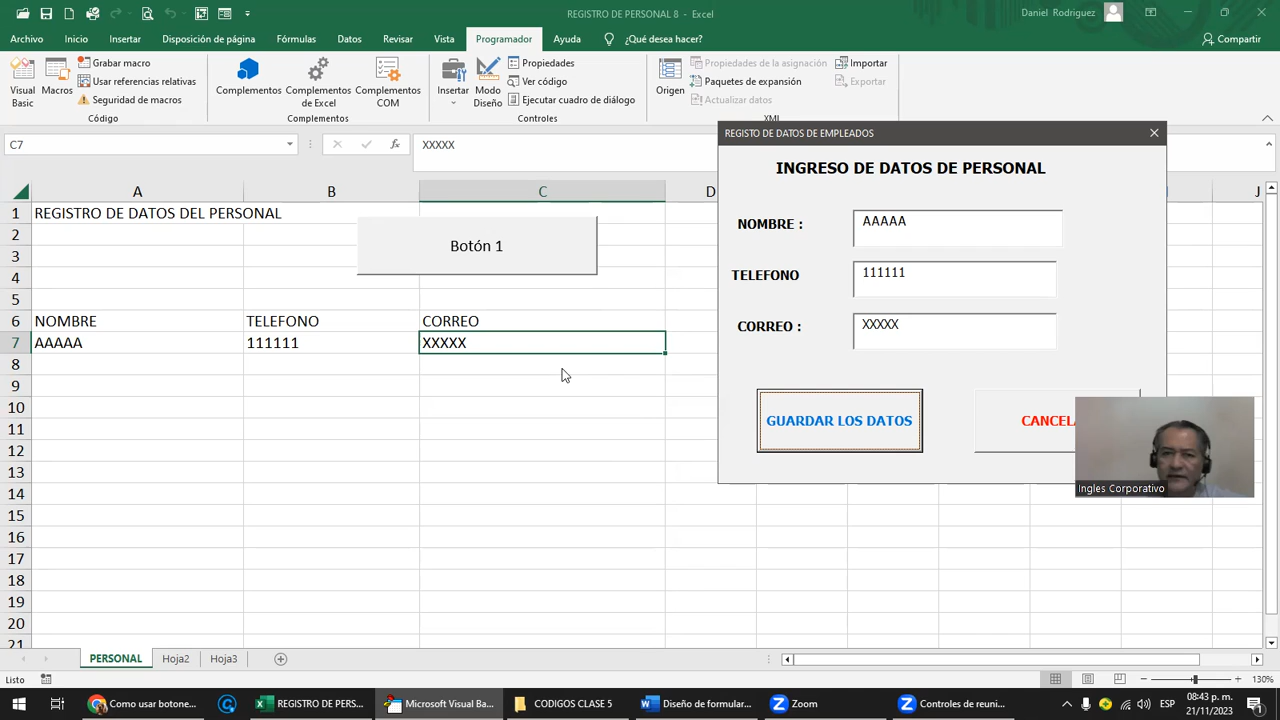 REGISTRO DE PERSONAL 8 - Excel
Daniel Rodriguez
Archivo Inicio Insertar Disposición de página Fórmulas Datos Revisar Vista Programador Ayuda ¿Qué desea hacer? Compartir
Visual Basic
Macros
Grabar macro
Usar referencias relativas
Seguridad de macros
Código
Complementos
Complementos de Excel
Complementos COM
Complementos
Insertar
Modo Diseño
Propiedades
Ver código
Ejecutar cuadro de diálogo
Controles
Origen
Propiedades de la asignación
Paquetes de expansión
Actualizar datos
Importar
Exportar
XML
C7
fx
XXXXX
A B C D J
1 REGISTRO DE DATOS DEL PERSONAL
2
Botón 1
3
4
5
6 NOMBRE TELEFONO CORREO
7 AAAAA 111111 XXXXX
8
9
10
11
12
13
14
15
16
17
18
19
20
21
REGISTO DE DATOS DE EMPLEADOS
INGRESO DE DATOS DE PERSONAL
NOMBRE : AAAAA
TELEFONO 111111
CORREO : XXXXX
GUARDAR LOS DATOS
CANCELA
Ingles Corporativo
PERSONAL Hoja2 Hoja3
Listo
130%
Como usar botone...
REGISTRO DE PERS...
Microsoft Visual Ba...
CODIGOS CLASE 5
Diseño de formular...
Zoom
Controles de reuni...
ESP
08:43 p. m.
21/11/2023